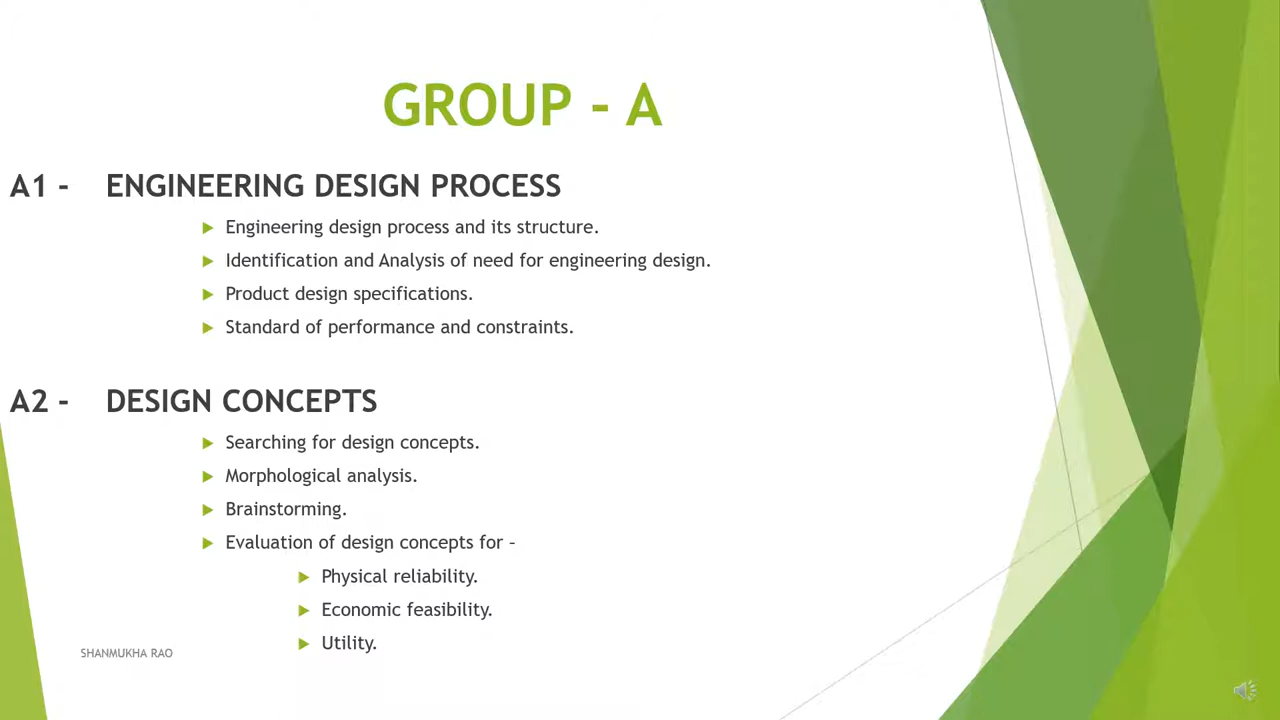 GROUP – A
A1 - ENGINEERING DESIGN PROCESS
Engineering design process and its structure.
Identification and Analysis of need for engineering design.
Product design specifications.
Standard of performance and constraints.
A2 - DESIGN CONCEPTS
Searching for design concepts.
Morphological analysis.
Brainstorming.
Evaluation of design concepts for –
Physical reliability.
Economic feasibility.
Utility.
SHANMUKHA RAO